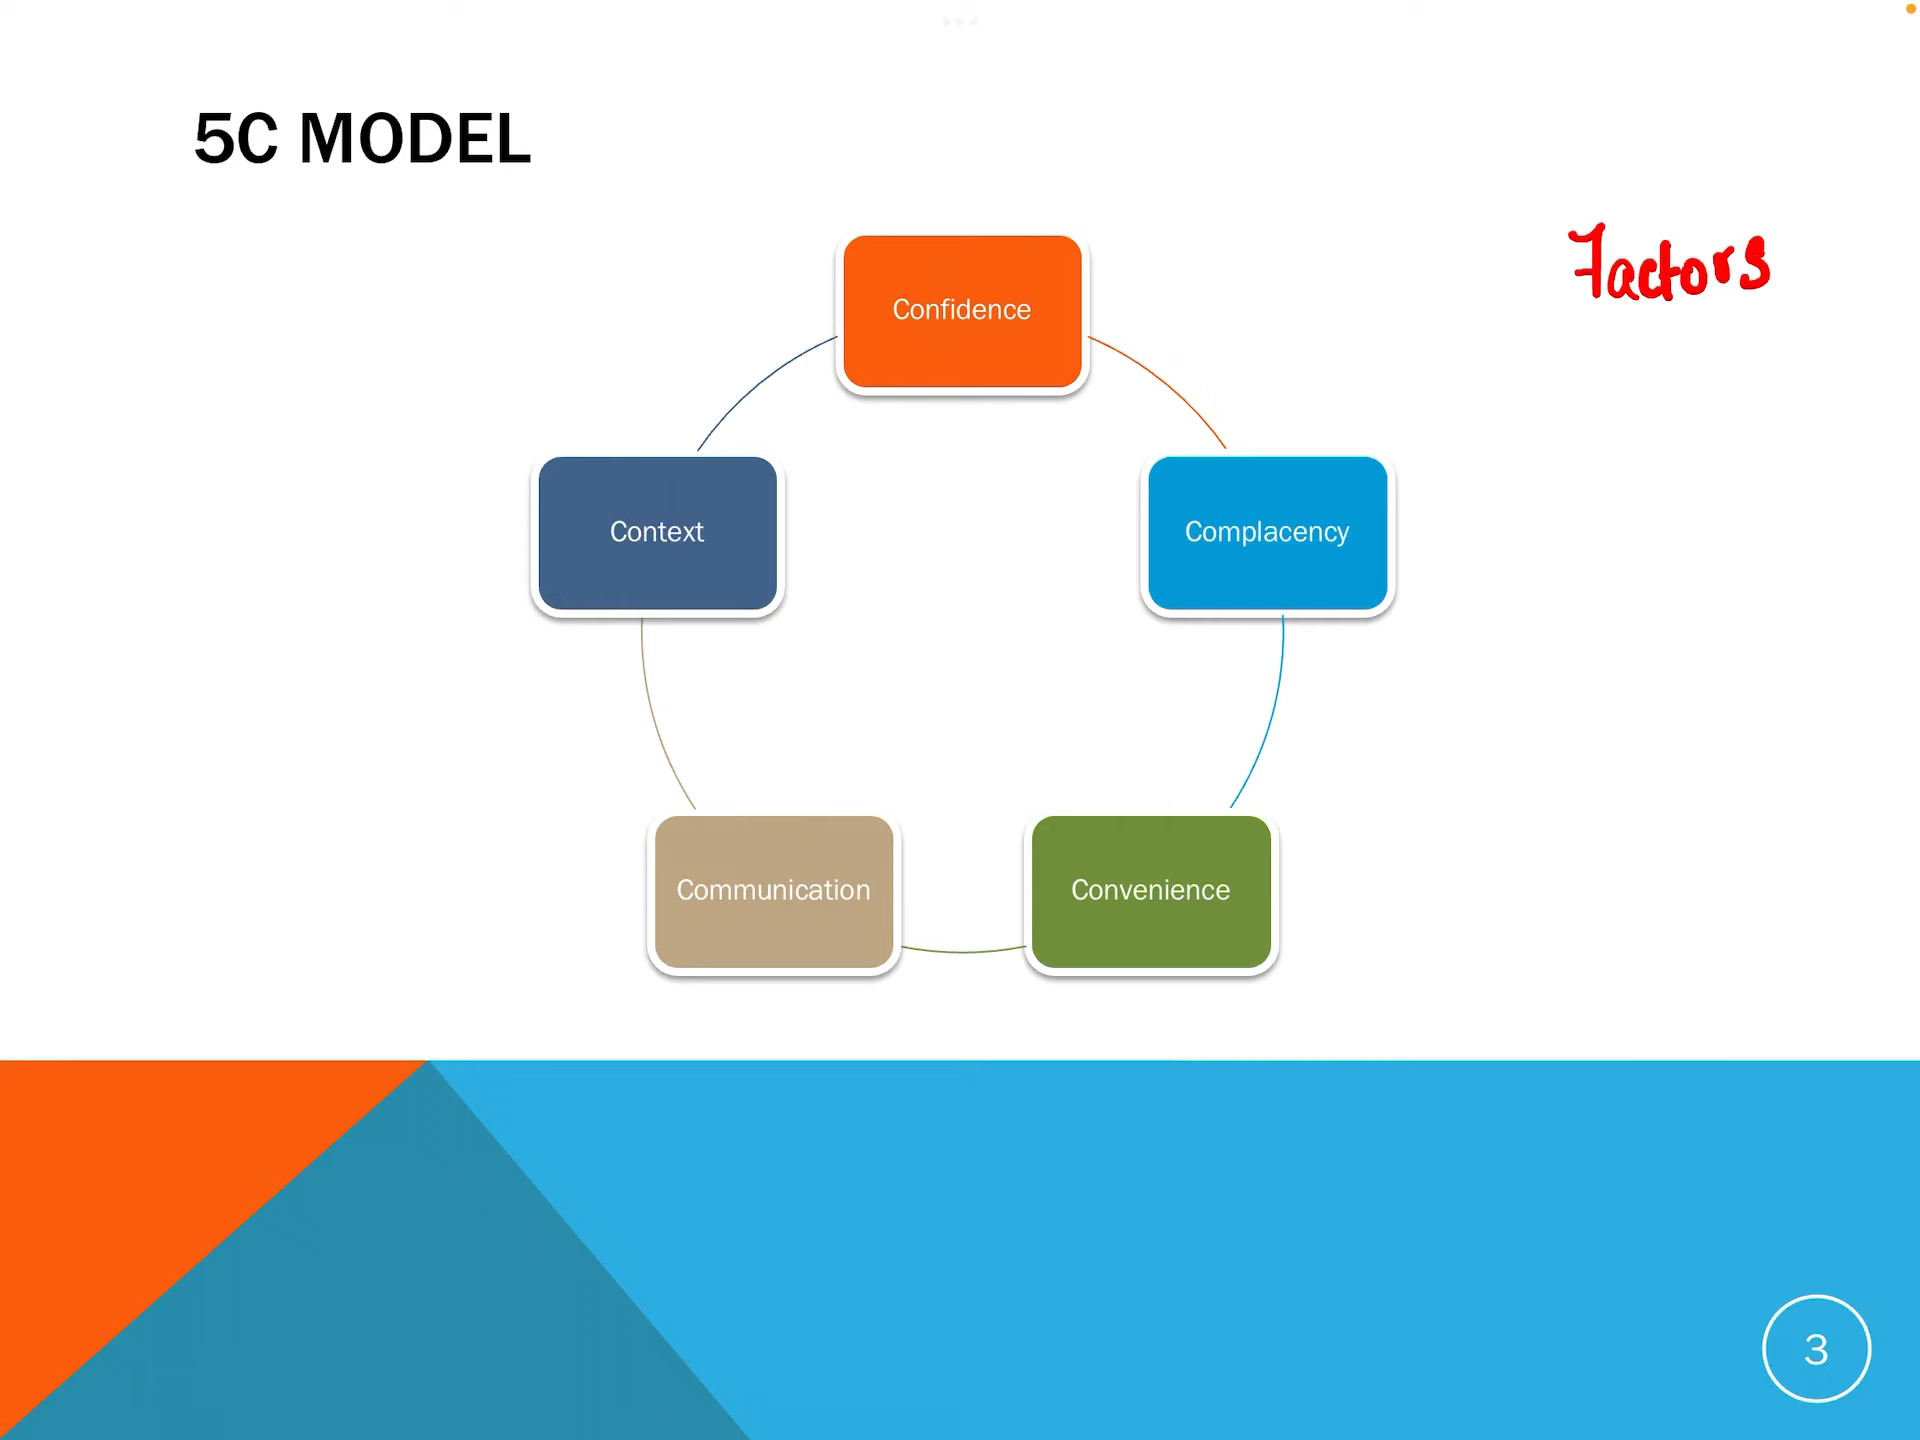 5C MODEL
Factors
Confidence
Context
Complacency
Communication
Convenience
3